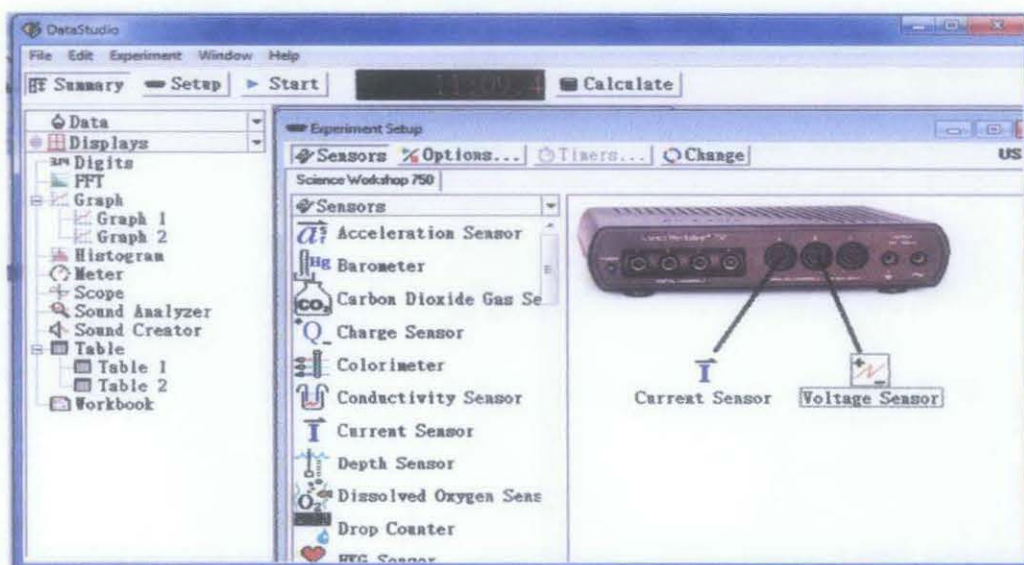 DataStudio
File Edit Experiment Window Help
Summary Setup Start Calculate
Data
Displays
Digits
FFT
Graph
Graph 1
Graph 2
Histogram
Meter
Scope
Sound Analyzer
Sound Creator
Table
Table 1
Table 2
Workbook
Experiment Setup
Sensors Options... Timers... Change US
Science Workshop 750
Sensors
Acceleration Sensor
Hg Barometer
CO₂ Carbon Dioxide Gas Se
Q Charge Sensor
Colorimeter
Conductivity Sensor
I Current Sensor
Depth Sensor
O₂ Dissolved Oxygen Sens
Drop Counter
I
Current Sensor Voltage Sensor